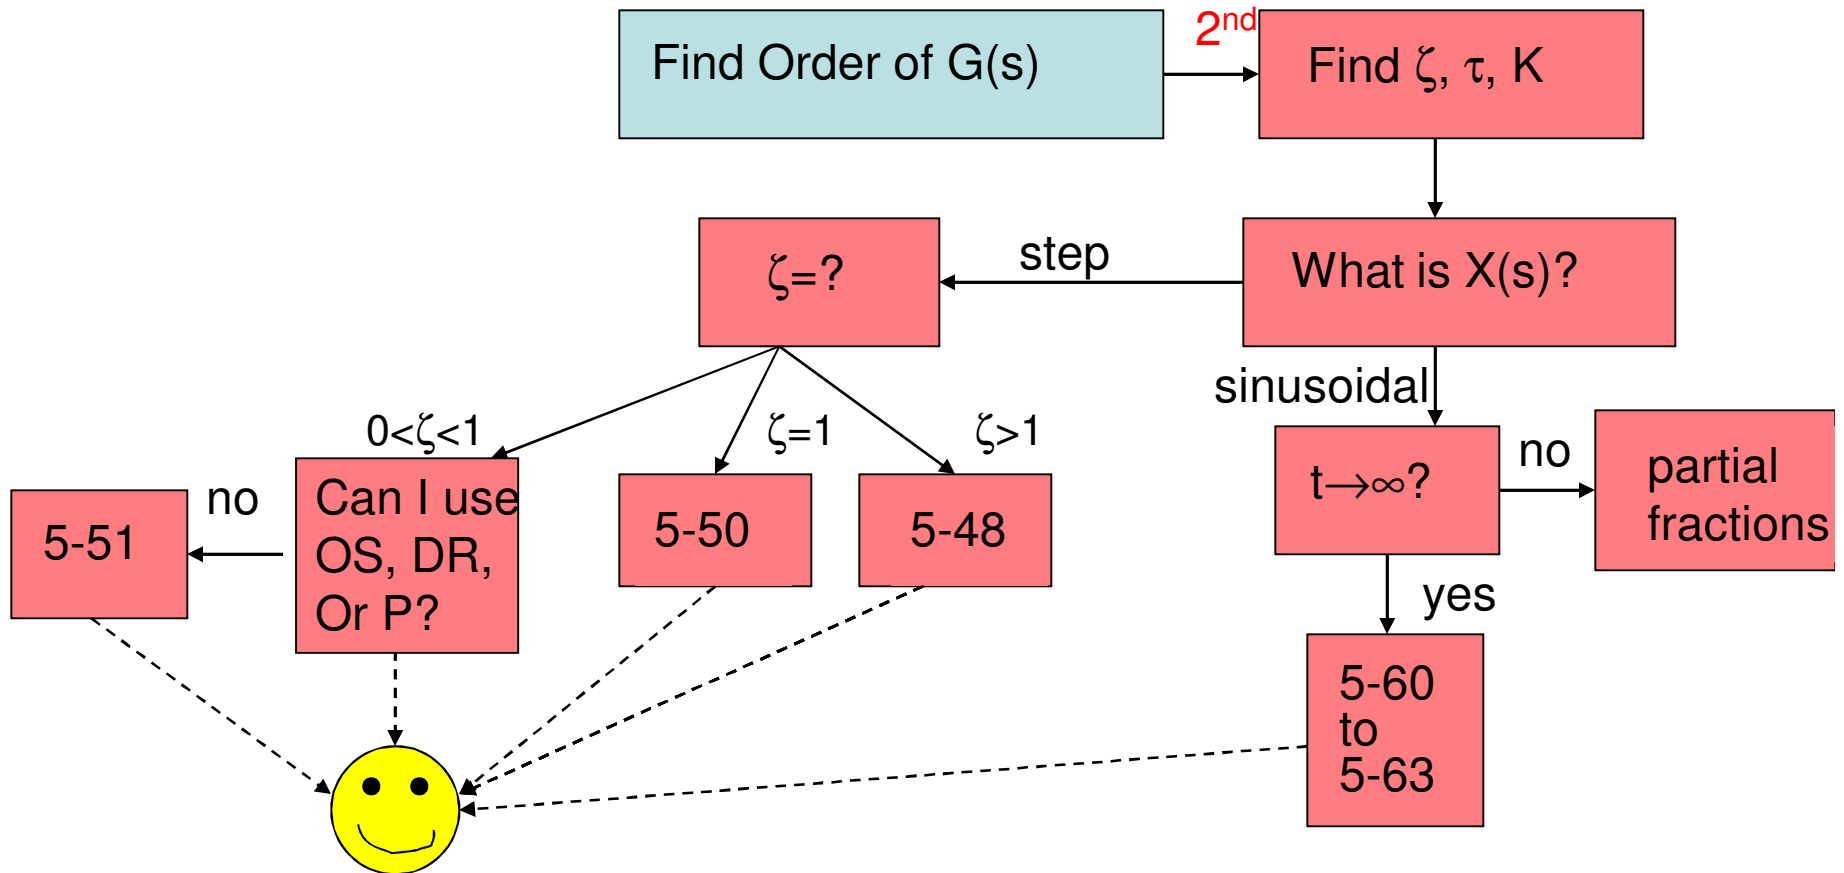 Find Order of G(s)
2nd
Find ζ, τ, K
ζ=?
step
What is X(s)?
sinusoidal
0<ζ<1
ζ=1
ζ>1
t→∞?
no
partial
fractions
5-51
no
Can I use
OS, DR,
Or P?
5-50
5-48
yes
5-60
to
5-63